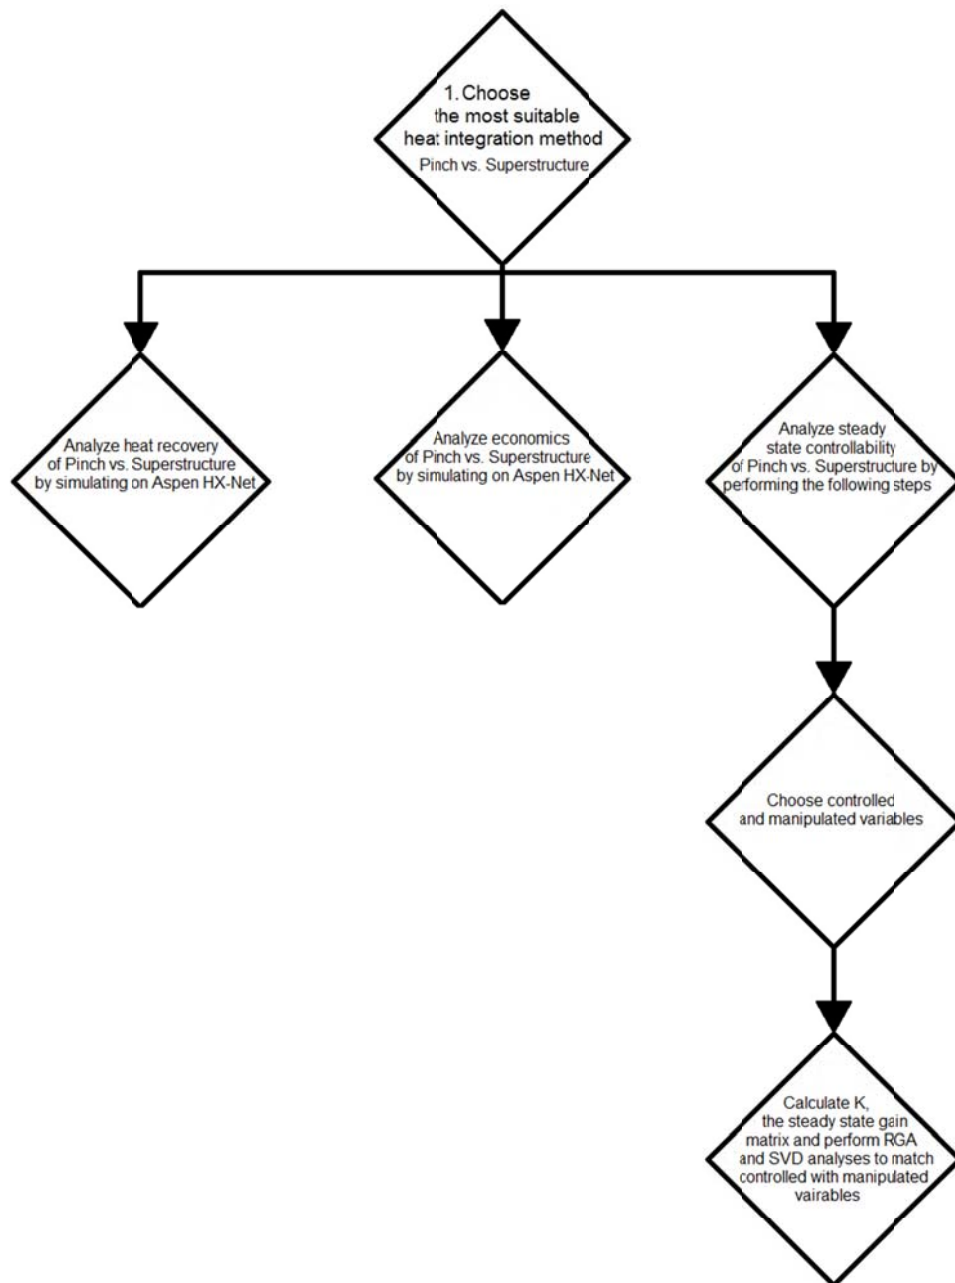 1. Choose
the most suitable
heat integration method
Pinch vs. Superstructure
Analyze heat recovery
of Pinch vs. Superstructure
by simulating on Aspen HX-Net
Analyze economics
of Pinch vs. Superstructure
by simulating on Aspen HX-Net
Analyze steady
state controllability
of Pinch vs. Superstructure by
performing the following steps
Choose controlled
and manipulated variables
Calculate K,
the steady state gain
matrix and perform RGA
and SVD analyses to match
controlled with manipulated
vairables